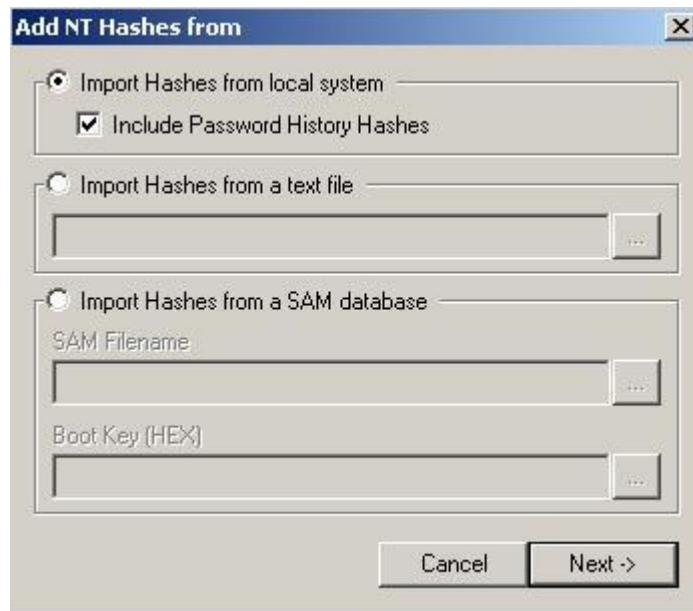 Add NT Hashes from
Import Hashes from local system
Include Password History Hashes
Import Hashes from a text file
...
Import Hashes from a SAM database
SAM Filename
...
Boot Key (HEX)
...
Cancel
Next ->